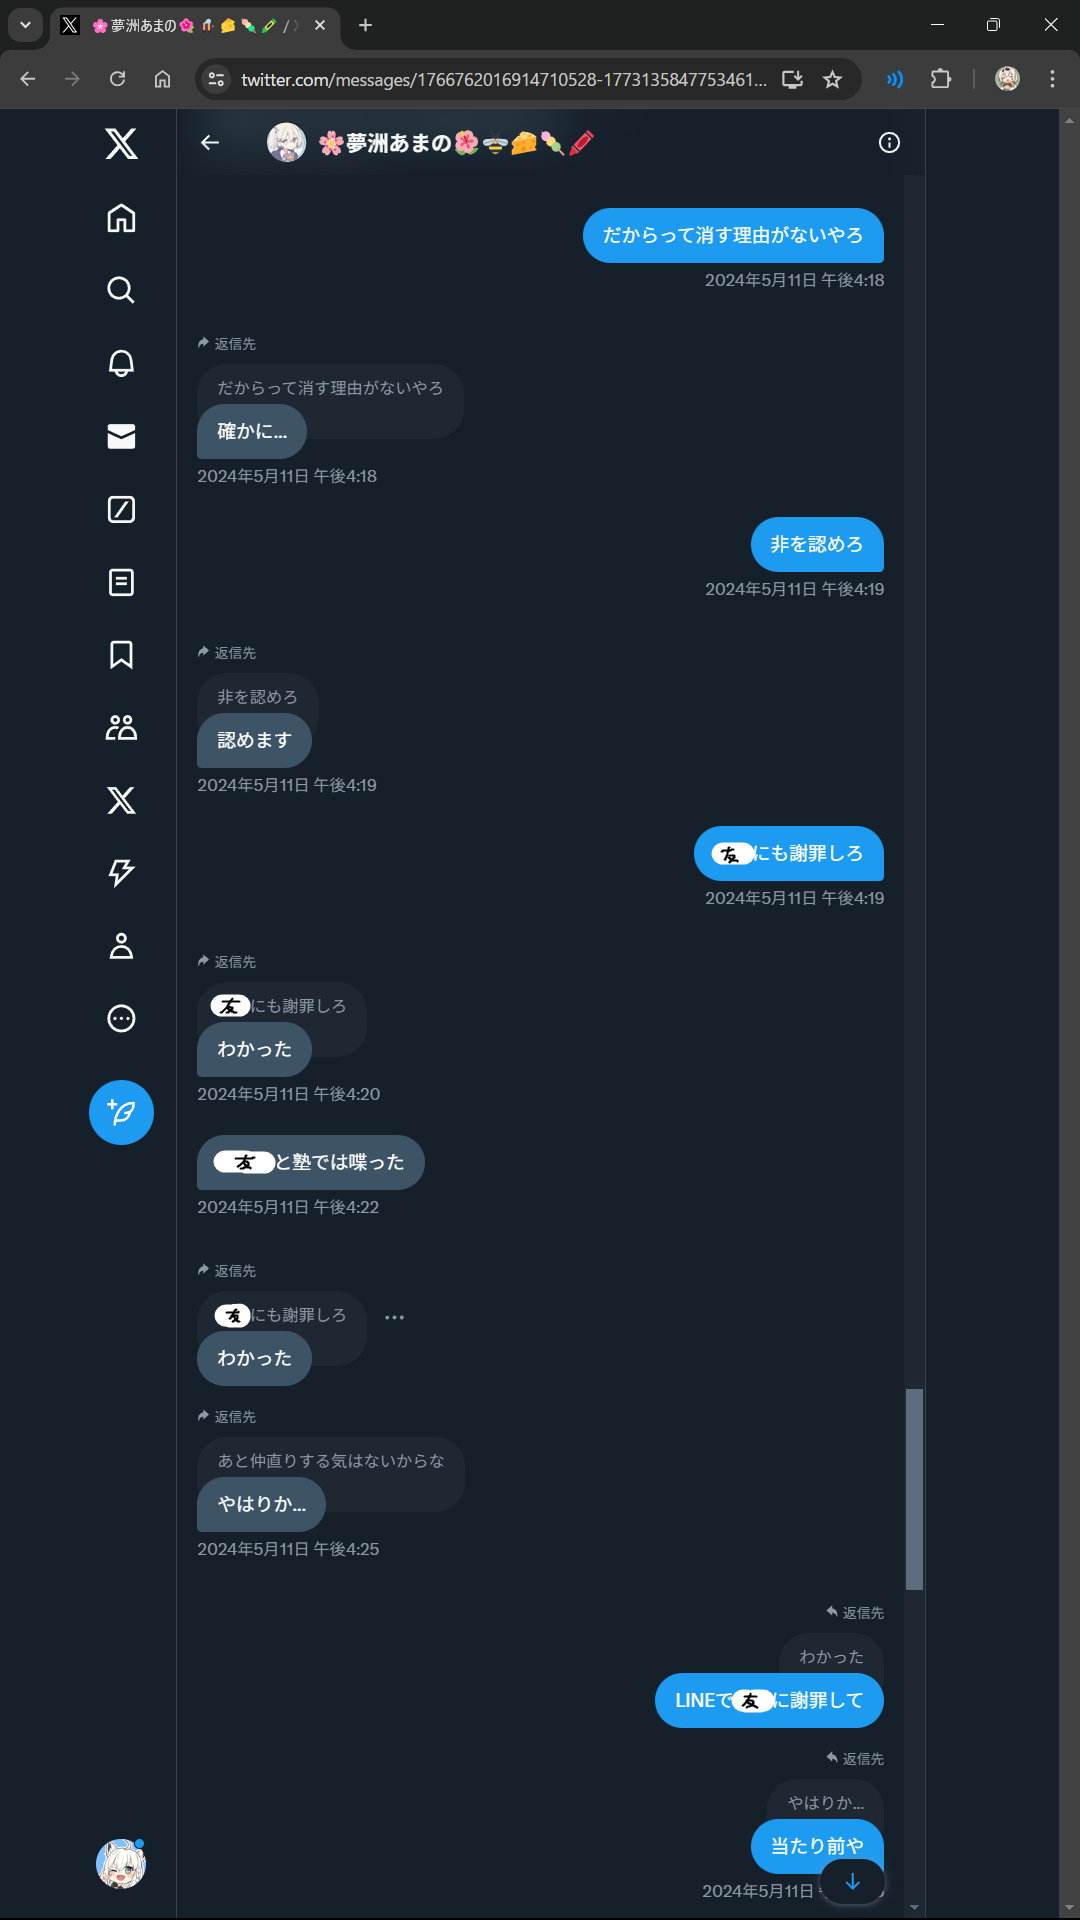 🌸夢洲あまの🌺🐝🧀🍡🖍️ / X
twitter.com/messages/1766762016914710528-1773135847753461...
🌸夢洲あまの🌺🐝🧀🍡🖍️
だからって消す理由がないやろ
2024年5月11日 午後4:18
返信先
だからって消す理由がないやろ
確かに...
2024年5月11日 午後4:18
非を認めろ
2024年5月11日 午後4:19
返信先
非を認めろ
認めます
2024年5月11日 午後4:19
友にも謝罪しろ
2024年5月11日 午後4:19
返信先
友にも謝罪しろ
わかった
2024年5月11日 午後4:20
友と塾では喋った
2024年5月11日 午後4:22
返信先
友にも謝罪しろ
わかった
返信先
あと仲直りする気はないからな
やはりか...
2024年5月11日 午後4:25
返信先
わかった
LINEで友に謝罪して
返信先
やはりか...
当たり前や
2024年5月11日